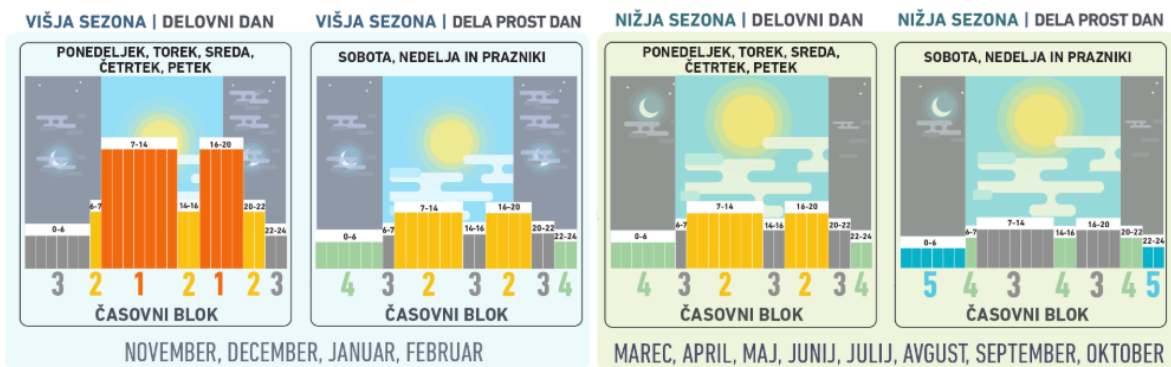 VIŠJA SEZONA | DELOVNI DAN
PONEDELJEK, TOREK, SREDA,
ČETRTEK, PETEK
7-14
16-20
6-7
14-16
20-22
0-6
22-24
3 2 1 2 1 2 3
ČASOVNI BLOK
VIŠJA SEZONA | DELA PROST DAN
SOBOTA, NEDELJA IN PRAZNIKI
7-14
16-20
6-7
14-16
20-22
0-6
22-24
4 3 2 3 2 3 4
ČASOVNI BLOK
NOVEMBER, DECEMBER, JANUAR, FEBRUAR
NIŽJA SEZONA | DELOVNI DAN
PONEDELJEK, TOREK, SREDA,
ČETRTEK, PETEK
7-14
16-20
6-7
14-16
20-22
0-6
22-24
4 3 2 3 2 3 4
ČASOVNI BLOK
NIŽJA SEZONA | DELA PROST DAN
SOBOTA, NEDELJA IN PRAZNIKI
7-14
16-20
6-7
14-16
20-22
0-6
22-24
5 4 3 4 3 4 5
ČASOVNI BLOK
MAREC, APRIL, MAJ, JUNIJ, JULIJ, AVGUST, SEPTEMBER, OKTOBER